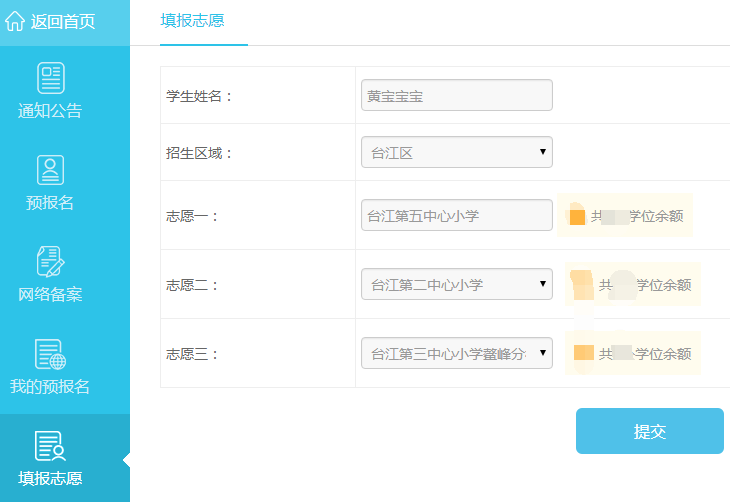 返回首页
通知公告
预报名
网络备案
我的预报名
填报志愿
填报志愿
学生姓名：
黄宝宝宝
招生区域：
台江区
志愿一：
台江第五中心小学
共 学位余额
志愿二：
台江第二中心小学
共 学位余额
志愿三：
台江第三中心小学鳌峰分
共 学位余额
提交